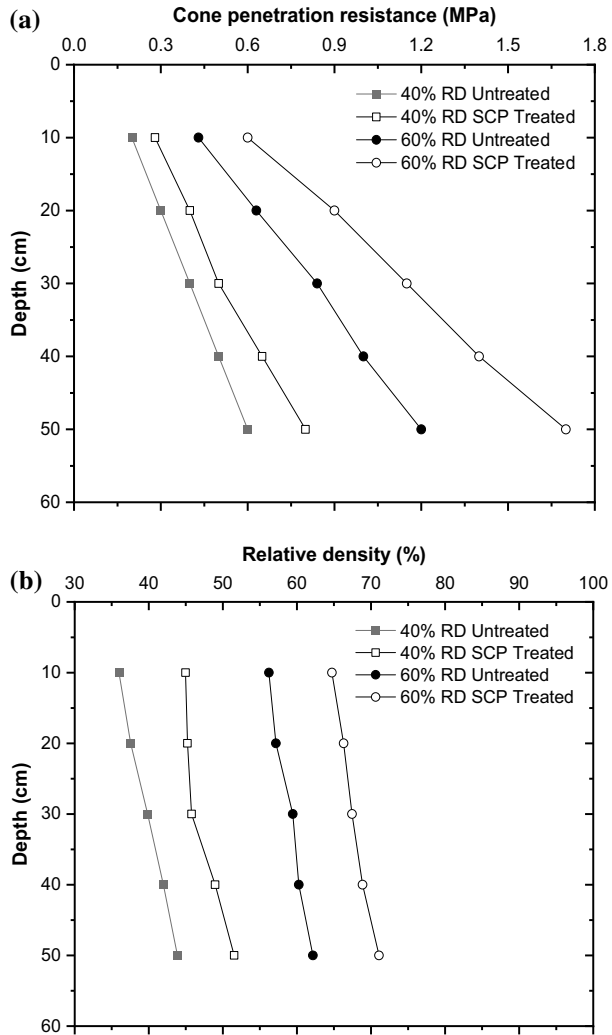 (a)
Cone penetration resistance (MPa)
0.0 0.3 0.6 0.9 1.2 1.5 1.8
0
10
20
30
40
50
60
Depth (cm)
40% RD Untreated
40% RD SCP Treated
60% RD Untreated
60% RD SCP Treated
(b)
Relative density (%)
30 40 50 60 70 80 90 100
0
10
20
30
40
50
60
Depth (cm)
40% RD Untreated
40% RD SCP Treated
60% RD Untreated
60% RD SCP Treated